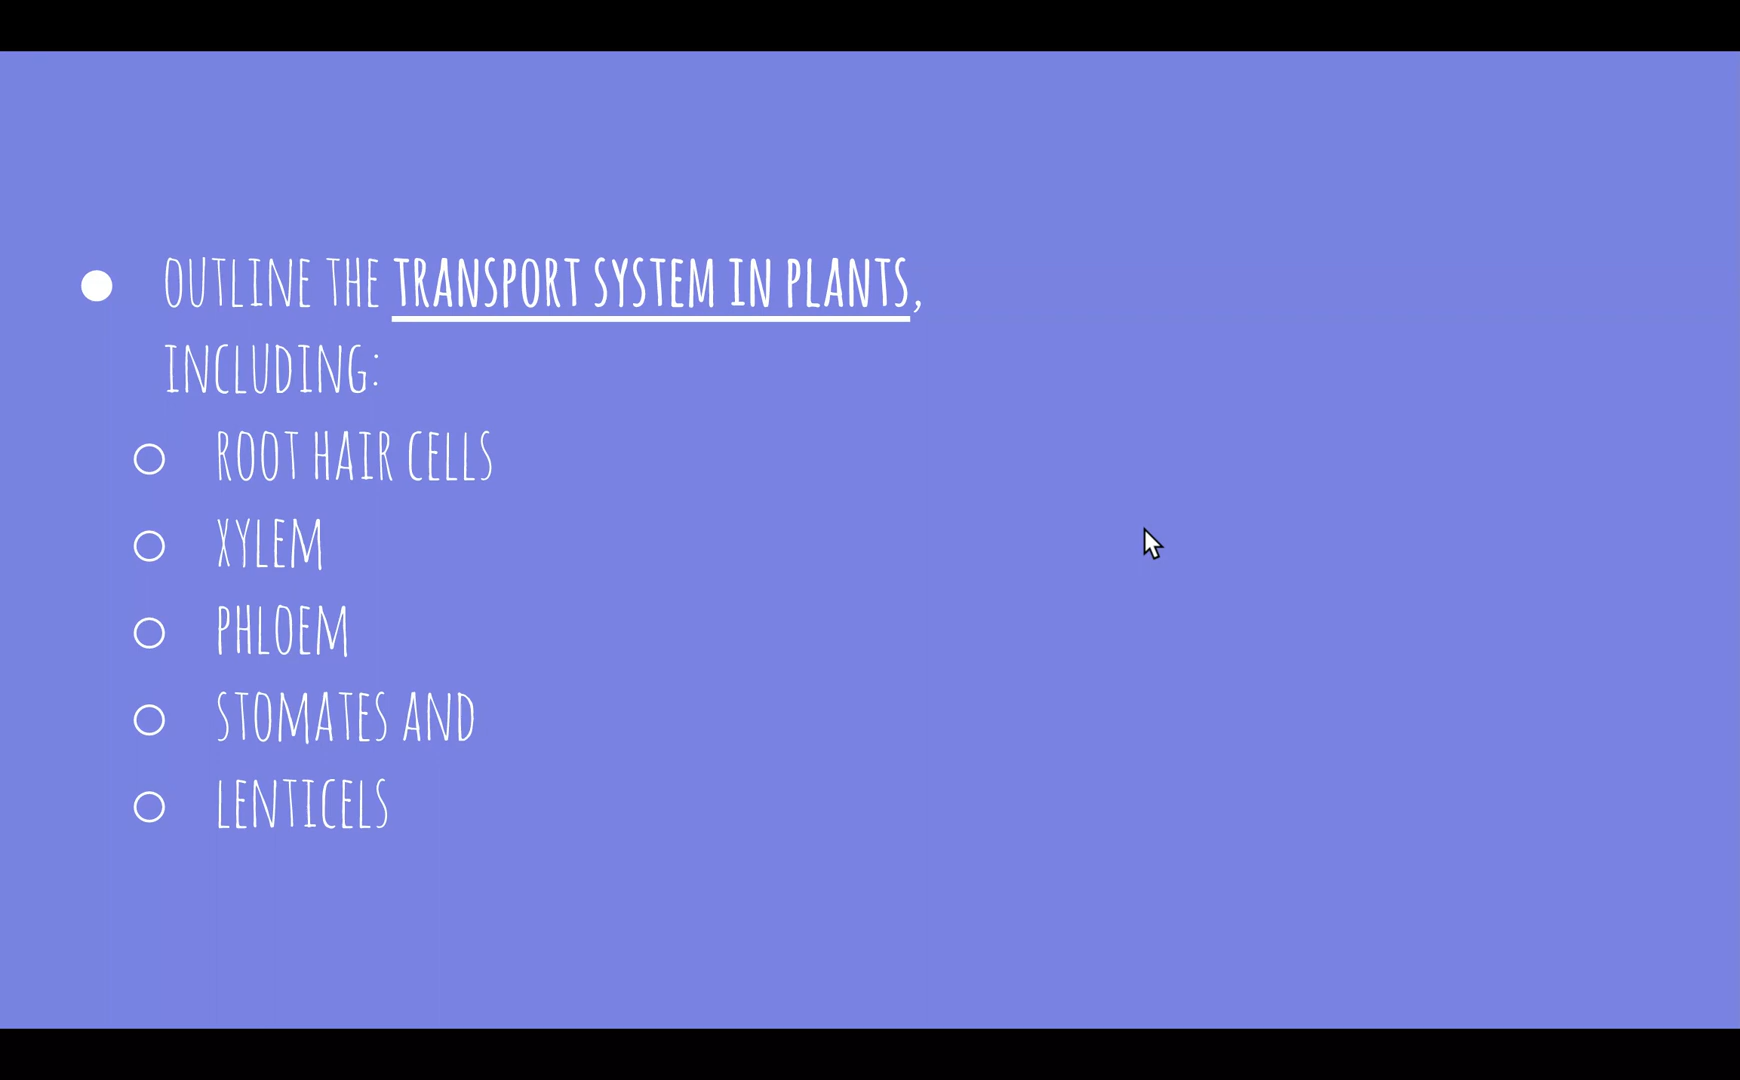 ● OUTLINE THE TRANSPORT SYSTEM IN PLANTS,
INCLUDING:
○ ROOT HAIR CELLS
○ XYLEM
○ PHLOEM
○ STOMATES AND
○ LENTICELS